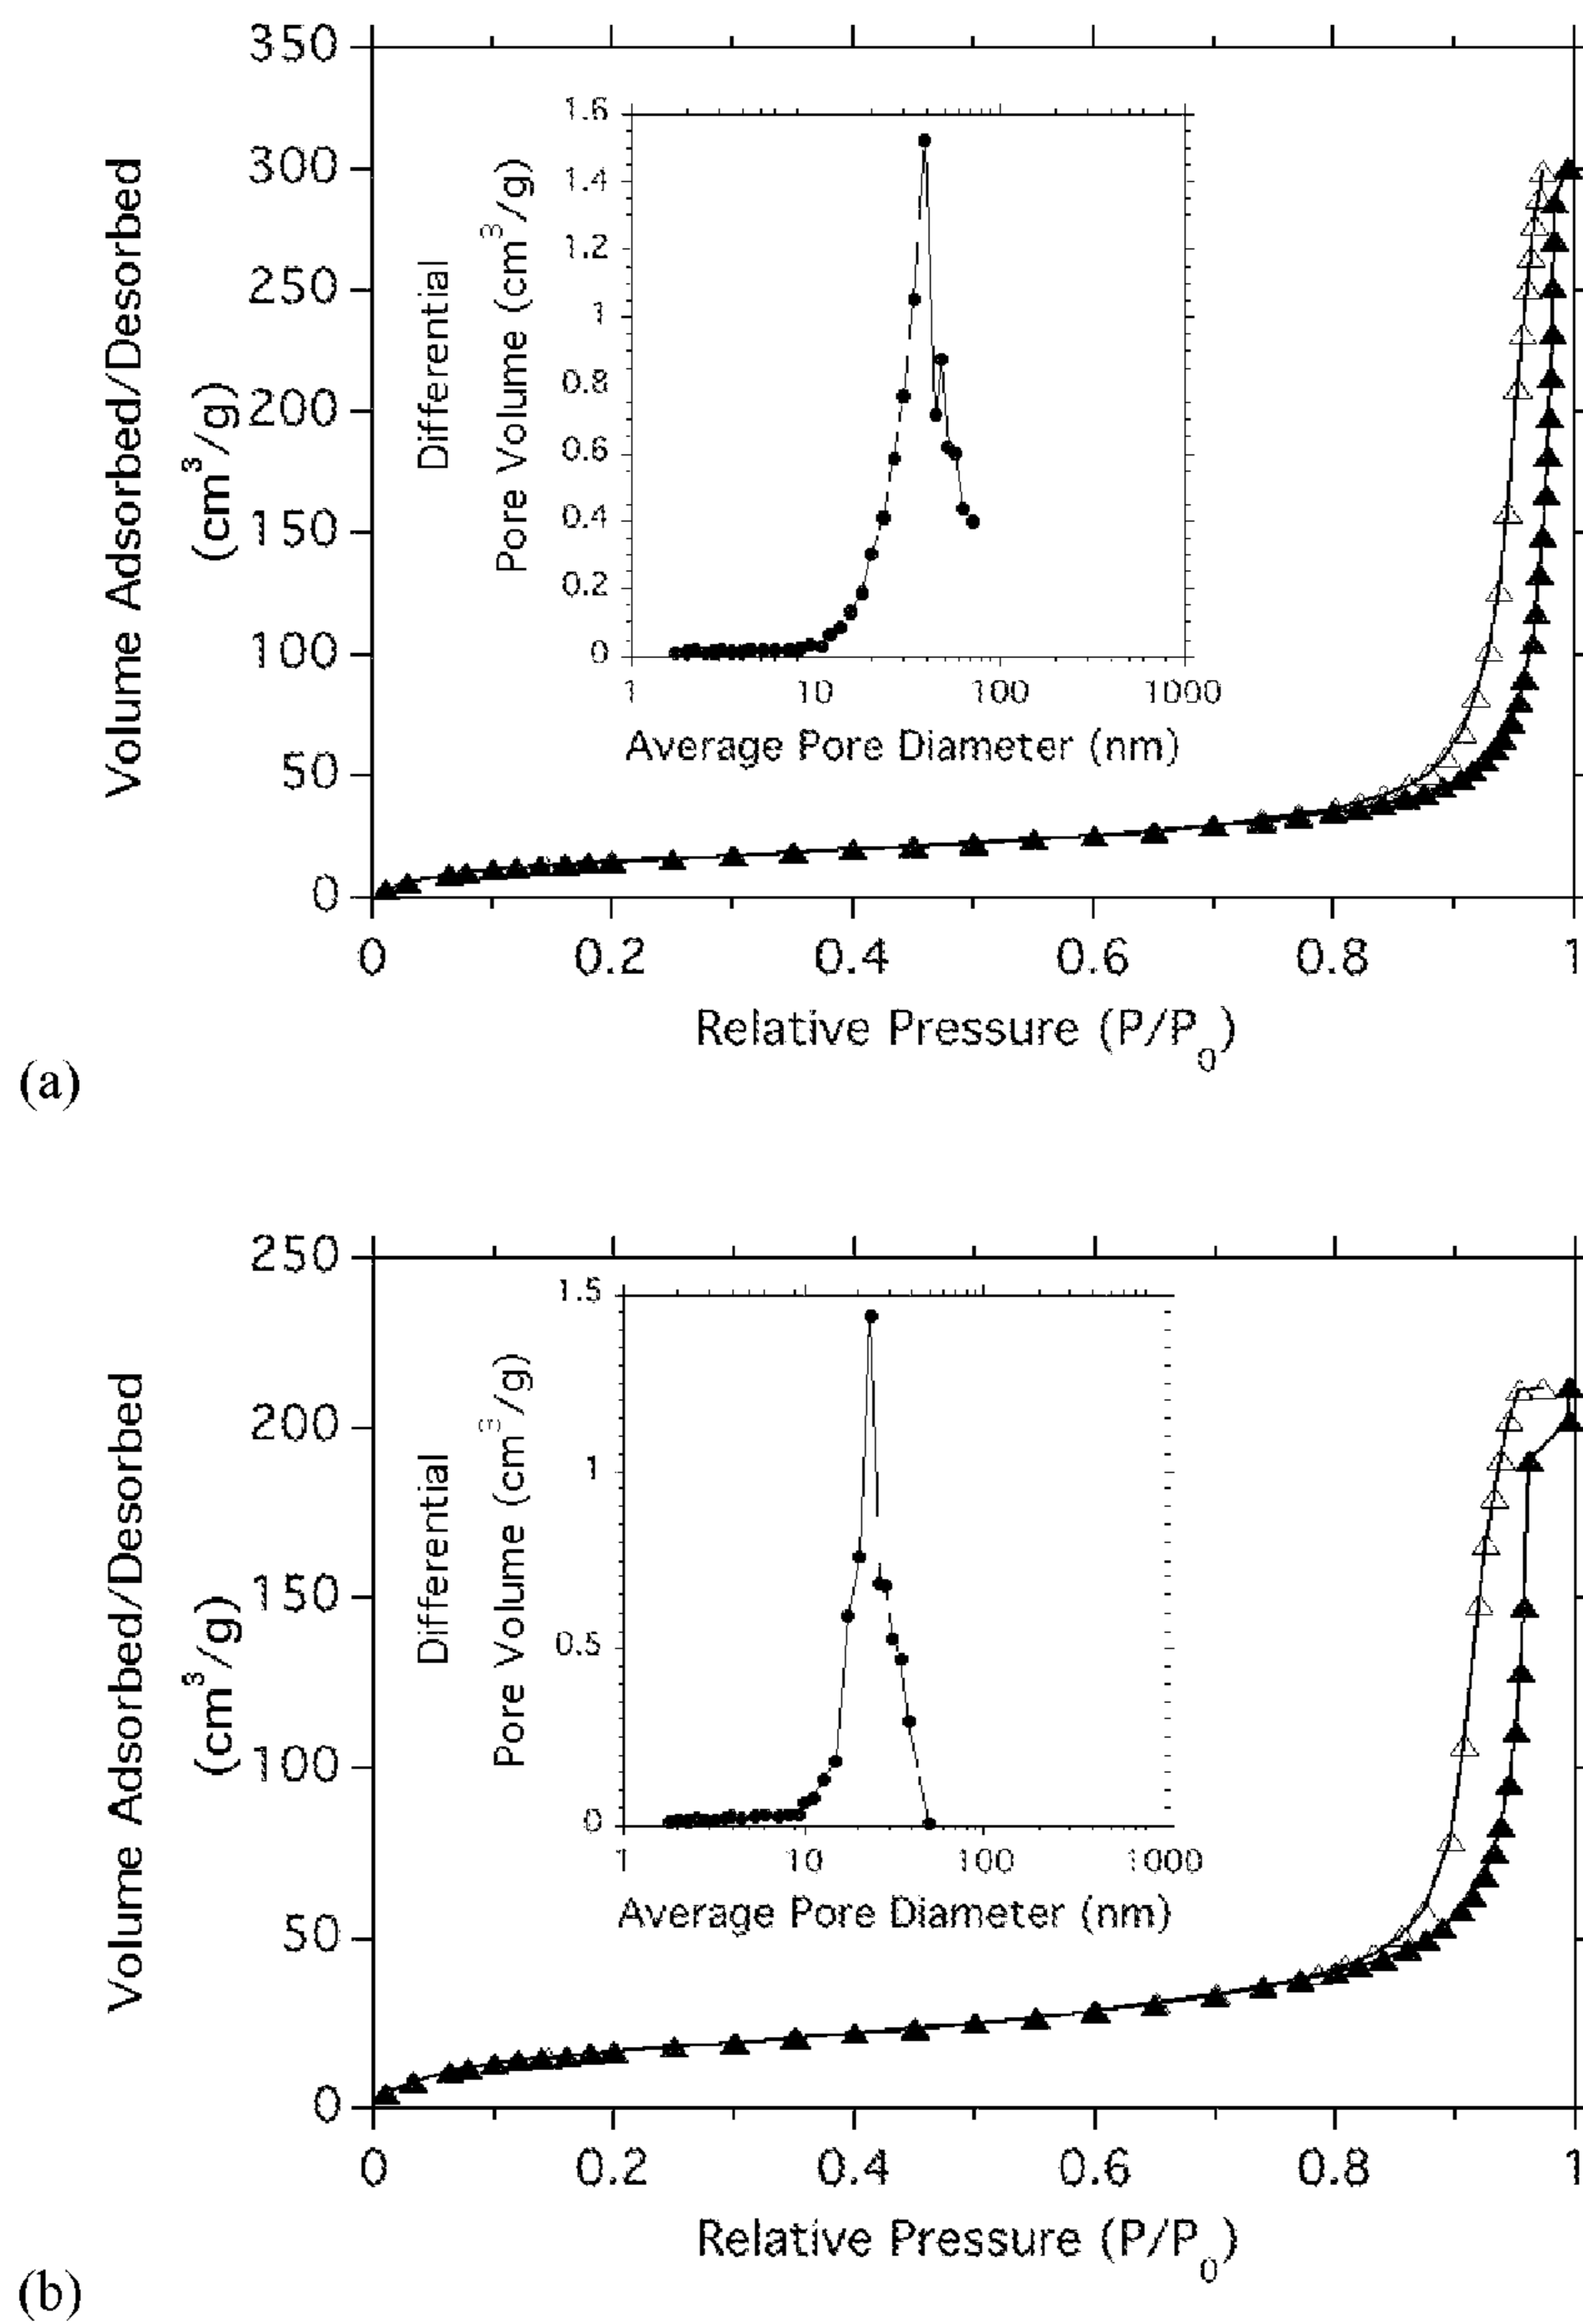 350
300
250
200
150
100
50
0
Volume Adsorbed/Desorbed
(cm³/g)
0 0.2 0.4 0.6 0.8 1
Relative Pressure (P/P₀)
1.6
1.4
1.2
1
0.8
0.6
0.4
0.2
0
Differential
Pore Volume (cm³/g)
1 10 100 1000
Average Pore Diameter (nm)
(a)
250
200
150
100
50
0
Volume Adsorbed/Desorbed
(cm³/g)
0 0.2 0.4 0.6 0.8 1
Relative Pressure (P/P₀)
1.5
1
0.5
0
Differential
Pore Volume (cm³/g)
1 10 100 1000
Average Pore Diameter (nm)
(b)